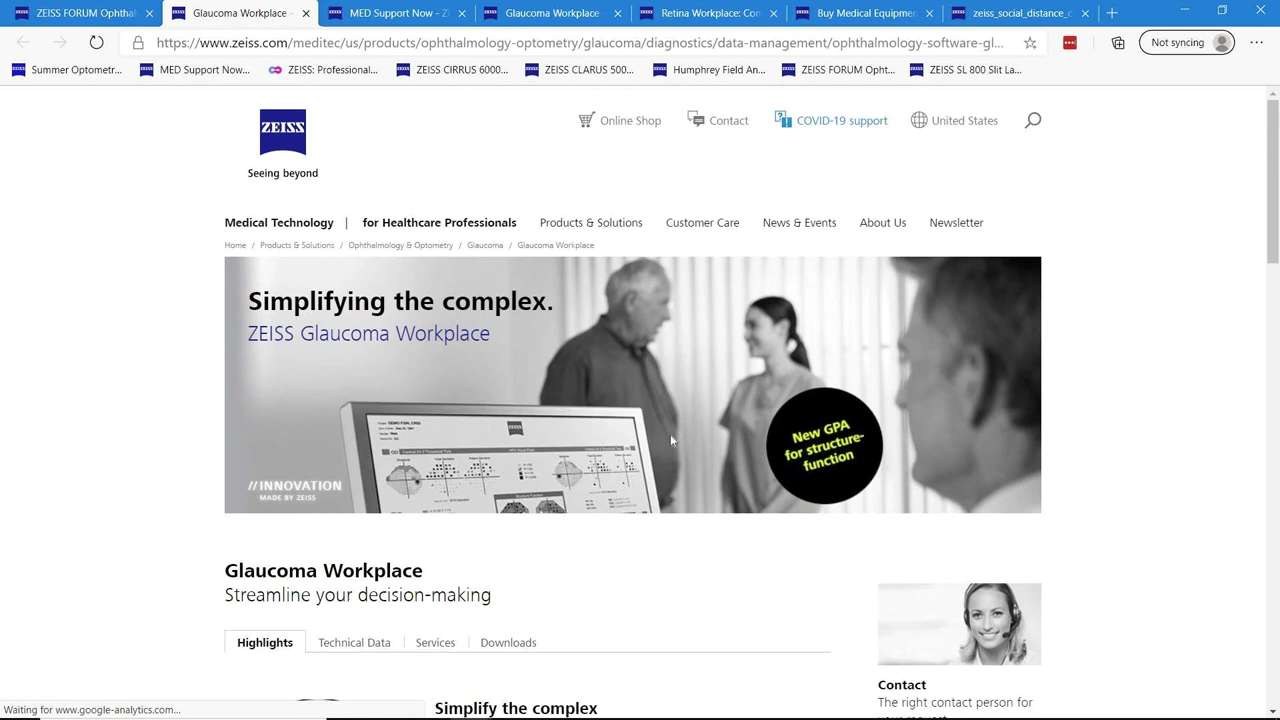 ZEISS FORUM Ophthal
Glaucoma Workplace -
MED Support Now - Z
Glaucoma Workplace
Retina Workplace: Com
Buy Medical Equipmen
zeiss_social_distance_c
https://www.zeiss.com/meditec/us/products/ophthalmology-optometry/glaucoma/diagnostics/data-management/ophthalmology-software-gl...
Not syncing
Summer Optometr...
MED Support Now...
ZEISS: Professional...
ZEISS CIRRUS 6000...
ZEISS CLARUS 500...
Humphrey Field An...
ZEISS FORUM Opht...
ZEISS SL 800 Slit La...
ZEISS
Seeing beyond
Online Shop
Contact
COVID-19 support
United States
Medical Technology | for Healthcare Professionals
Products & Solutions
Customer Care
News & Events
About Us
Newsletter
Home / Products & Solutions / Ophthalmology & Optometry / Glaucoma / Glaucoma Workplace
Simplifying the complex.
ZEISS Glaucoma Workplace
New GPA
for structure-
function
//INNOVATION
MADE BY ZEISS
ZEISS
Glaucoma Workplace
Streamline your decision-making
Highlights
Technical Data
Services
Downloads
Simplify the complex
Contact
The right contact person for
your request
Waiting for www.google-analytics.com...